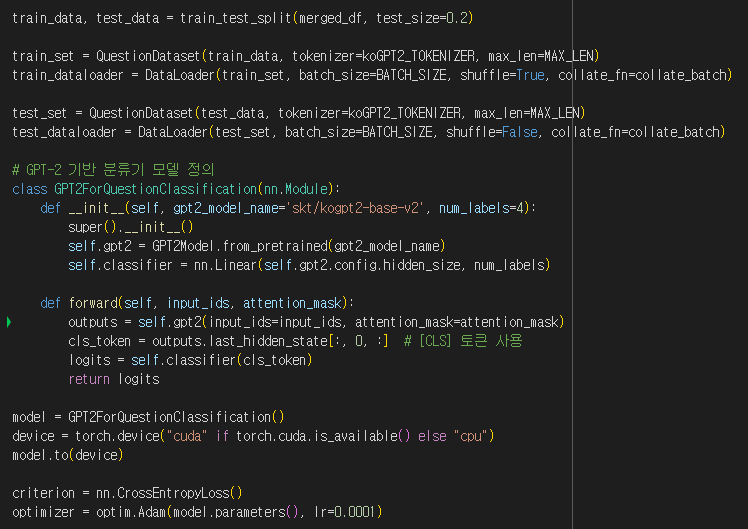 train_data, test_data = train_test_split(merged_df, test_size=0.2)
train_set = QuestionDataset(train_data, tokenizer=koGPT2_TOKENIZER, max_len=MAX_LEN)
train_dataloader = DataLoader(train_set, batch_size=BATCH_SIZE, shuffle=True, collate_fn=collate_batch)
test_set = QuestionDataset(test_data, tokenizer=koGPT2_TOKENIZER, max_len=MAX_LEN)
test_dataloader = DataLoader(test_set, batch_size=BATCH_SIZE, shuffle=False, collate_fn=collate_batch)
# GPT-2 기반 분류기 모델 정의
class GPT2ForQuestionClassification(nn.Module):
    def __init__(self, gpt2_model_name='skt/kogpt2-base-v2', num_labels=4):
        super().__init__()
        self.gpt2 = GPT2Model.from_pretrained(gpt2_model_name)
        self.classifier = nn.Linear(self.gpt2.config.hidden_size, num_labels)
    def forward(self, input_ids, attention_mask):
        outputs = self.gpt2(input_ids=input_ids, attention_mask=attention_mask)
        cls_token = outputs.last_hidden_state[:, 0, :]  # [CLS] 토큰 사용
        logits = self.classifier(cls_token)
        return logits
model = GPT2ForQuestionClassification()
device = torch.device("cuda" if torch.cuda.is_available() else "cpu")
model.to(device)
criterion = nn.CrossEntropyLoss()
optimizer = optim.Adam(model.parameters(), lr=0.0001)